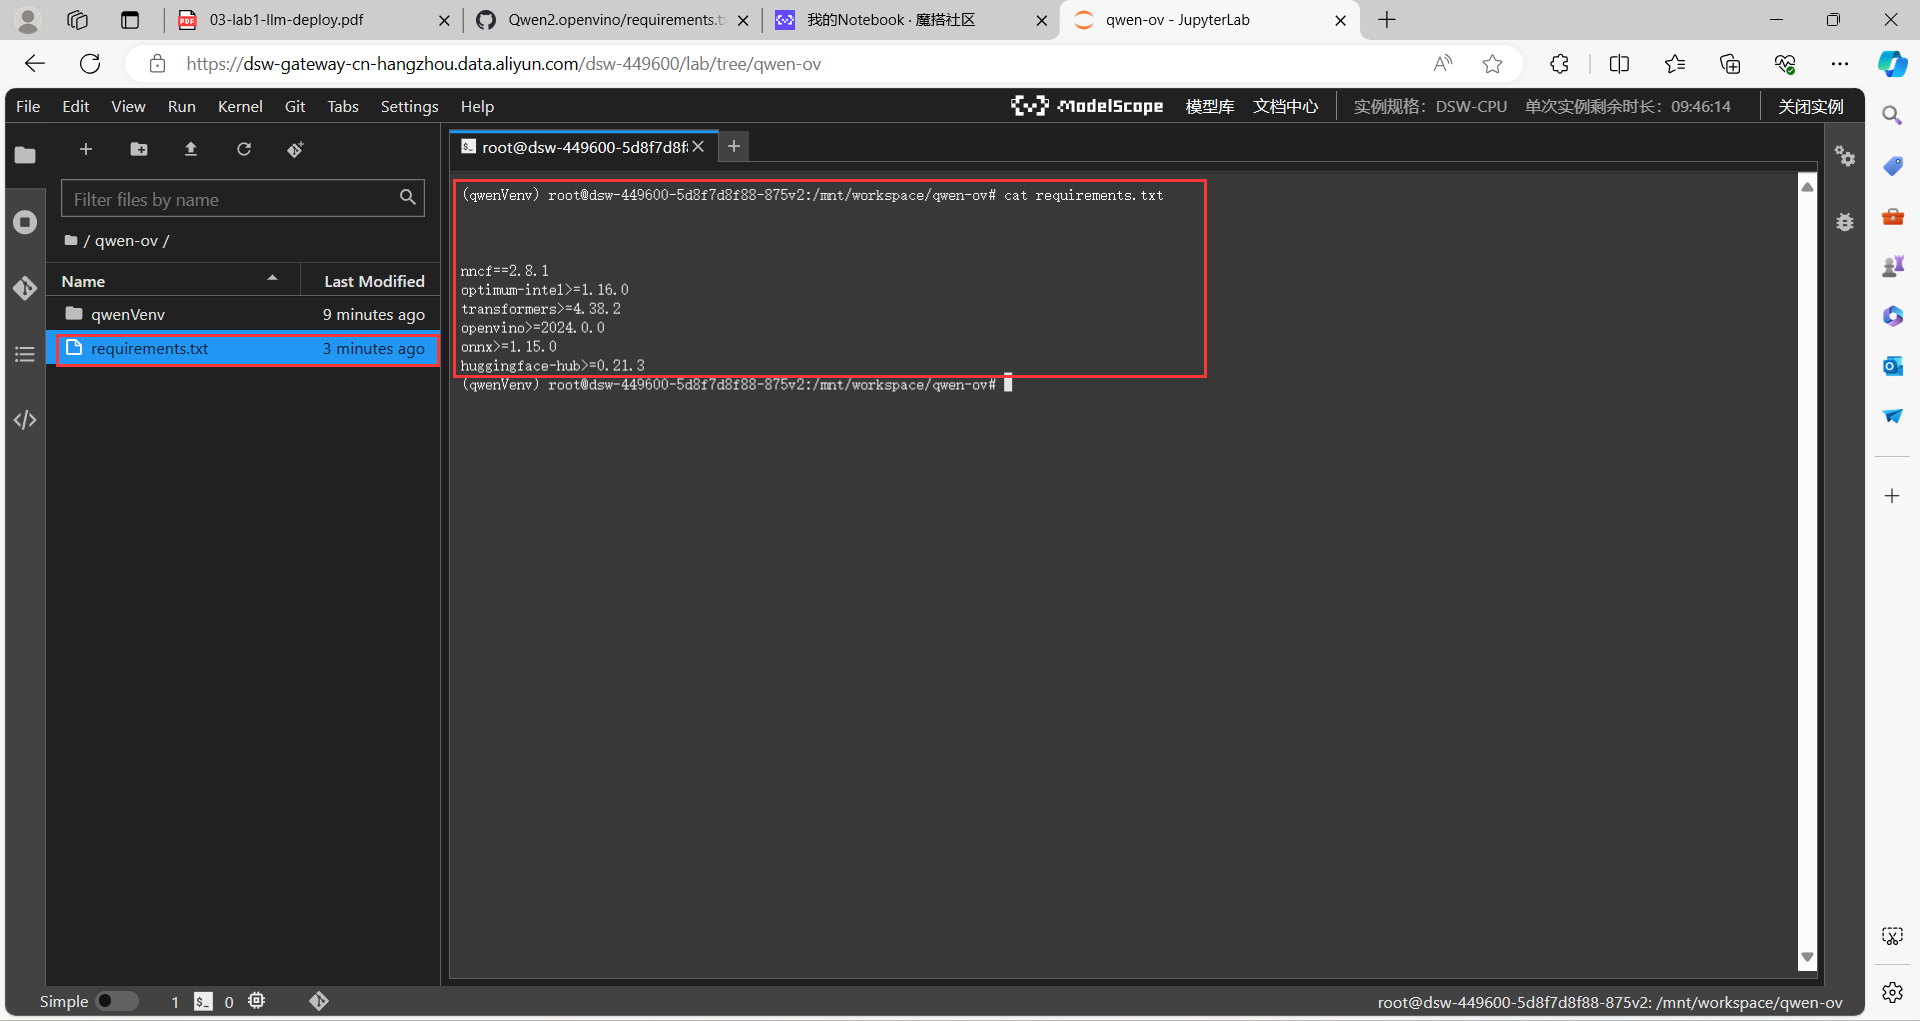 03-lab1-llm-deploy.pdf
Qwen2.openvino/requirements.t
我的Notebook · 魔搭社区
qwen-ov - JupyterLab
https://dsw-gateway-cn-hangzhou.data.aliyun.com/dsw-449600/lab/tree/qwen-ov
File Edit View Run Kernel Git Tabs Settings Help
ModelScope 模型库 文档中心 实例规格：DSW-CPU 单次实例剩余时长：09:46:14 关闭实例
root@dsw-449600-5d8f7d8f
Filter files by name
/ qwen-ov /
Name Last Modified
qwenVenv 9 minutes ago
requirements.txt 3 minutes ago
(qwenVenv) root@dsw-449600-5d8f7d8f88-875v2:/mnt/workspace/qwen-ov# cat requirements.txt
nncf==2.8.1
optimum-intel>=1.16.0
transformers>=4.38.2
openvino>=2024.0.0
onnx>=1.15.0
huggingface-hub>=0.21.3
(qwenVenv) root@dsw-449600-5d8f7d8f88-875v2:/mnt/workspace/qwen-ov#
Simple 1 $_ 0
root@dsw-449600-5d8f7d8f88-875v2: /mnt/workspace/qwen-ov